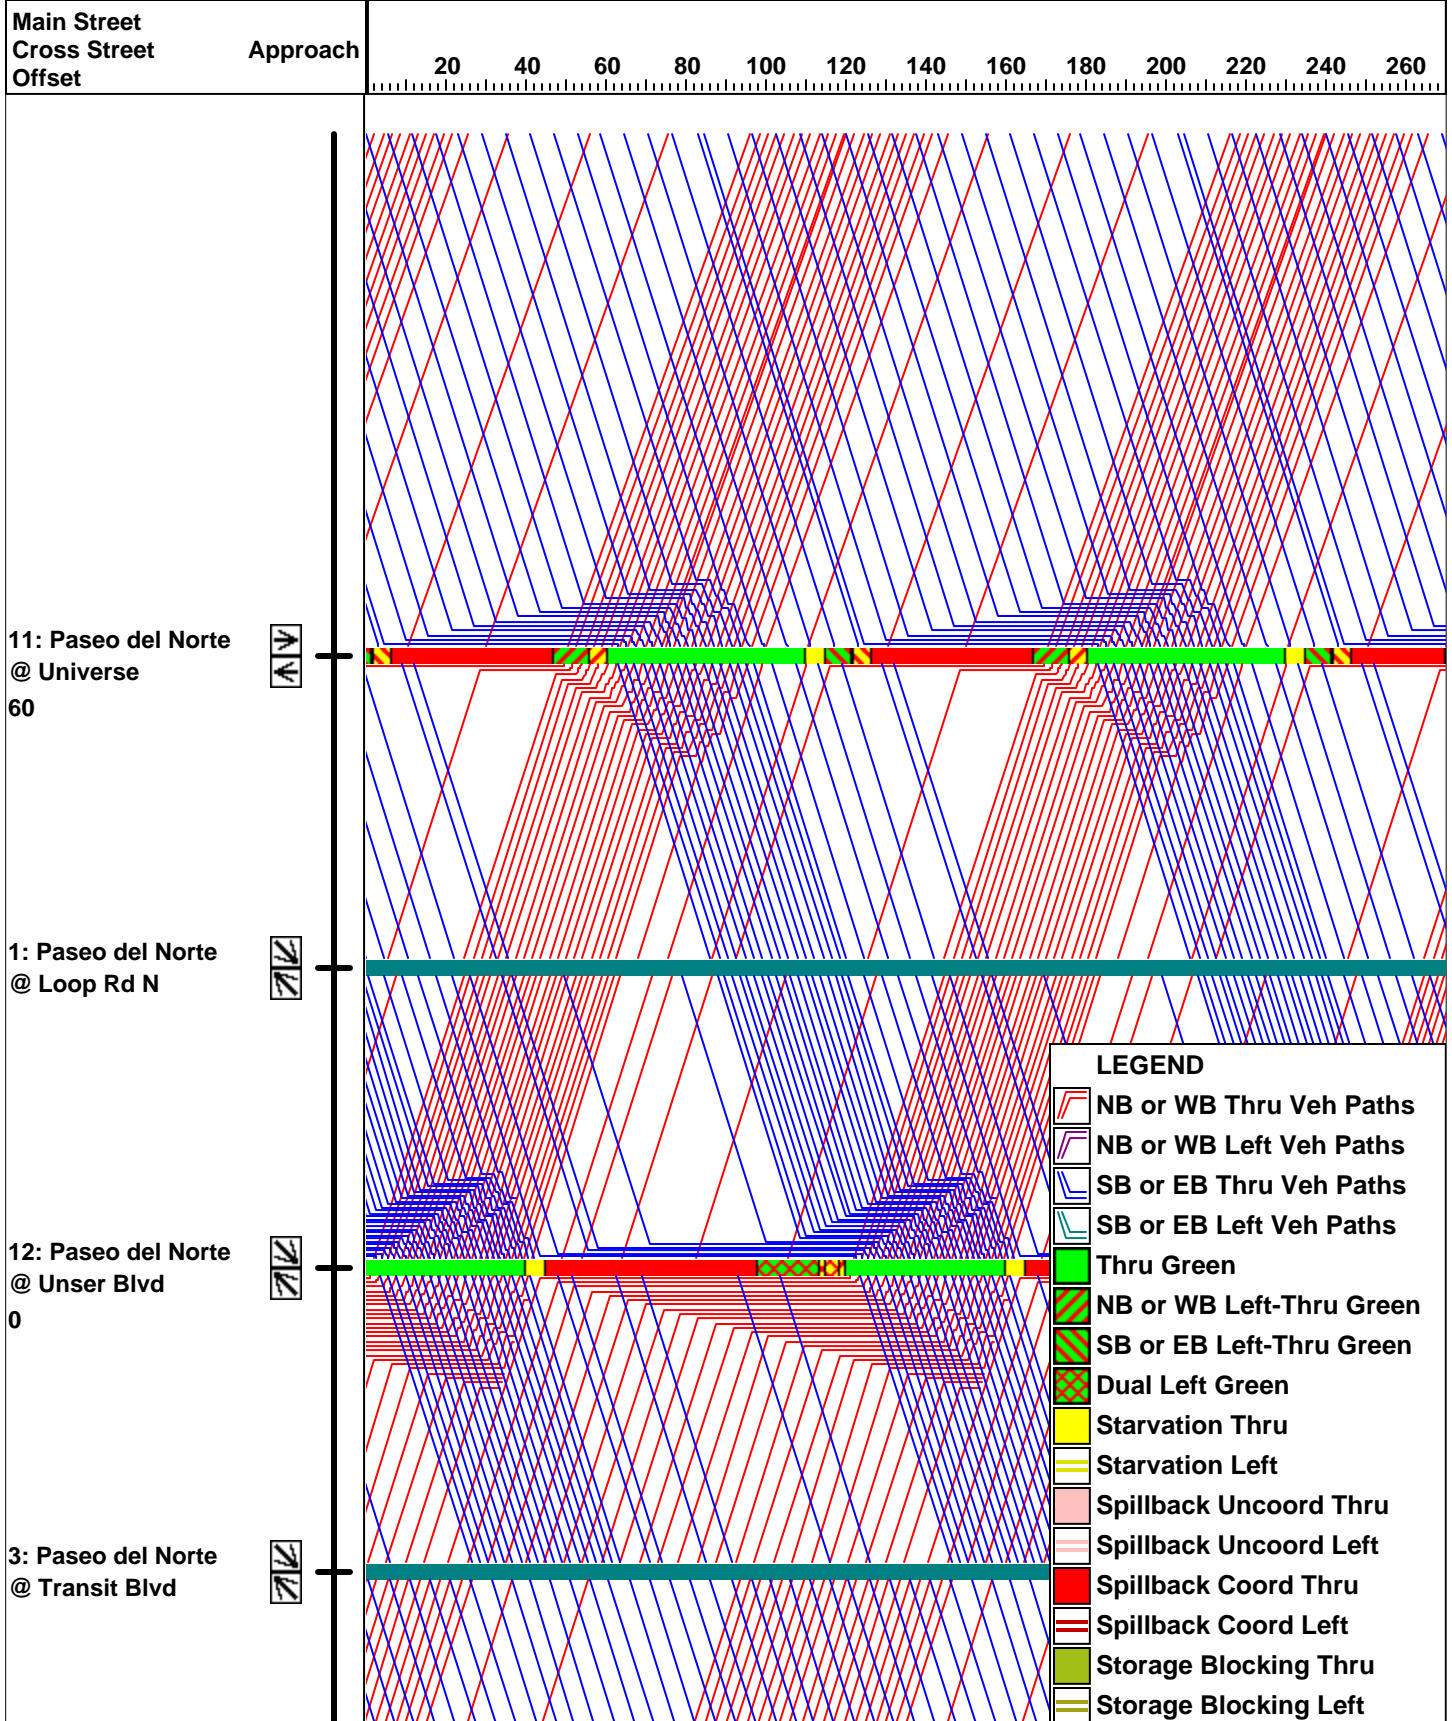 Main Street
Cross Street Approach
Offset
20 40 60 80 100 120 140 160 180 200 220 240 260
11: Paseo del Norte
@ Universe
60
1: Paseo del Norte
@ Loop Rd N
12: Paseo del Norte
@ Unser Blvd
0
3: Paseo del Norte
@ Transit Blvd
LEGEND
NB or WB Thru Veh Paths
NB or WB Left Veh Paths
SB or EB Thru Veh Paths
SB or EB Left Veh Paths
Thru Green
NB or WB Left-Thru Green
SB or EB Left-Thru Green
Dual Left Green
Starvation Thru
Starvation Left
Spillback Uncoord Thru
Spillback Uncoord Left
Spillback Coord Thru
Spillback Coord Left
Storage Blocking Thru
Storage Blocking Left